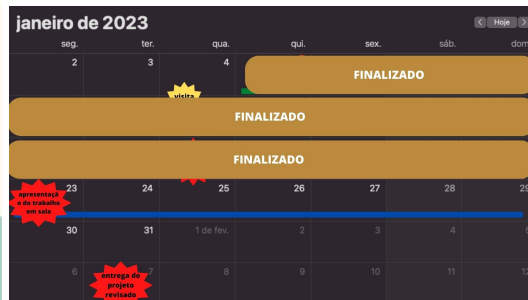 janeiro de 2023
< Hoje >
seg. ter. qua. qui. sex. sáb. dom
2 3 4
FINALIZADO
visita
FINALIZADO
FINALIZADO
23 24 25 26 27 28 29
apresentaçã
o do trabalho
em sala
30 31 1 de fev. 2 3 4
6 7 8 9 10 11 12
entrega do
projeto
revisado